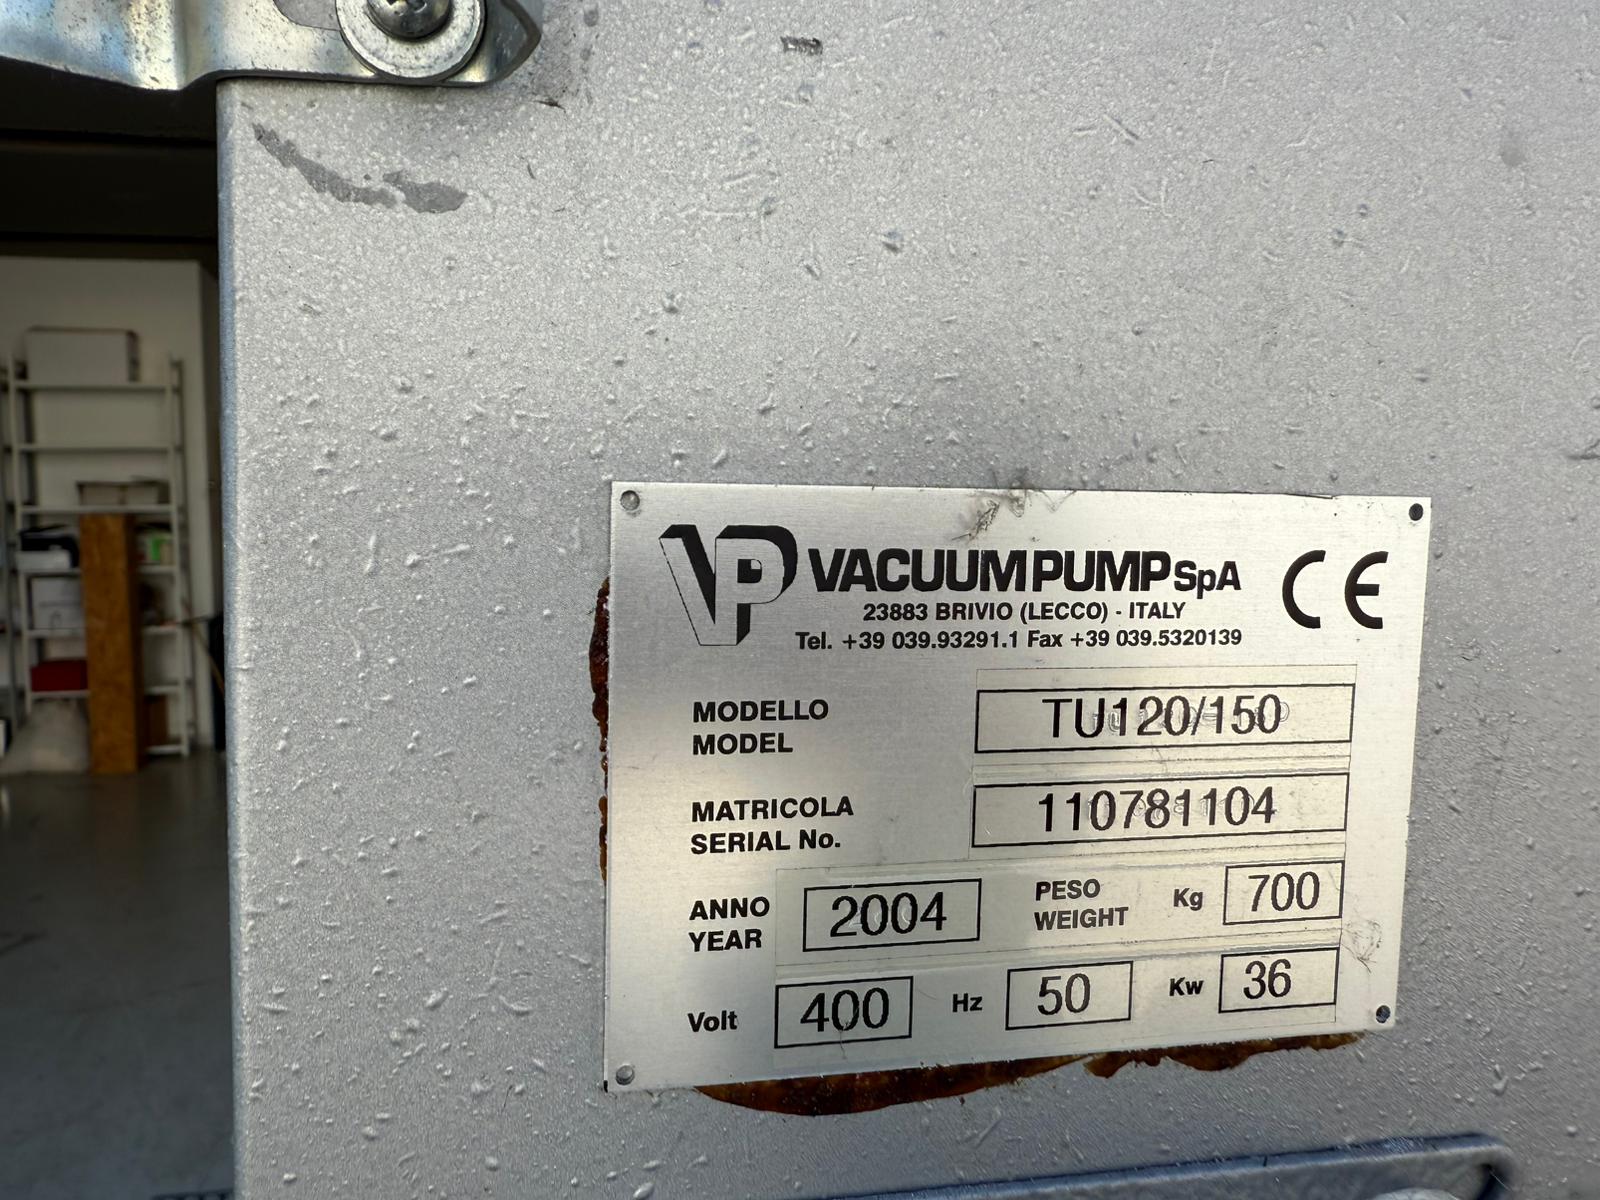 VP VACUUMPUMP SpA CE
23883 BRIVIO (LECCO) - ITALY
Tel. +39 039.93291.1 Fax +39 039.5320139
MODELLO
MODEL
TU120/150
MATRICOLA
SERIAL No.
110781104
ANNO
YEAR
2004
PESO
WEIGHT
Kg 700
Volt 400 Hz 50 Kw 36